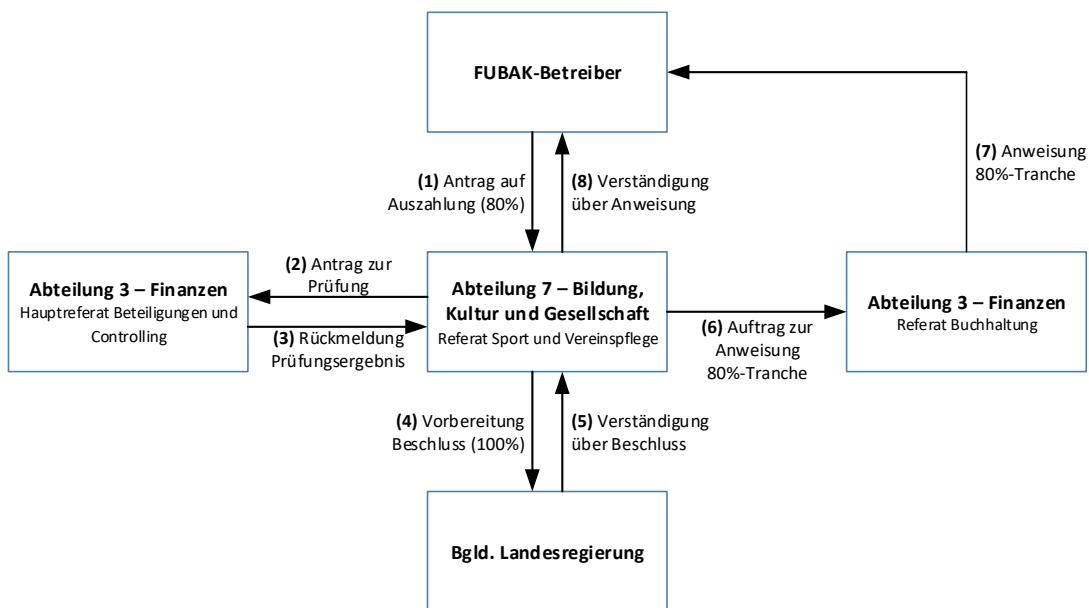 FUBAK-Betreiber
(1) Antrag auf
Auszahlung (80%)
(8) Verständigung
über Anweisung
(7) Anweisung
80%-Tranche
Abteilung 3 – Finanzen
Hauptreferat Beteiligungen und
Controlling
(2) Antrag zur
Prüfung
(3) Rückmeldung
Prüfungsergebnis
Abteilung 7 – Bildung,
Kultur und Gesellschaft
Referat Sport und Vereinspflege
(6) Auftrag zur
Anweisung
80%-Tranche
Abteilung 3 – Finanzen
Referat Buchhaltung
(4) Vorbereitung
Beschluss (100%)
(5) Verständigung
über Beschluss
Bgld. Landesregierung